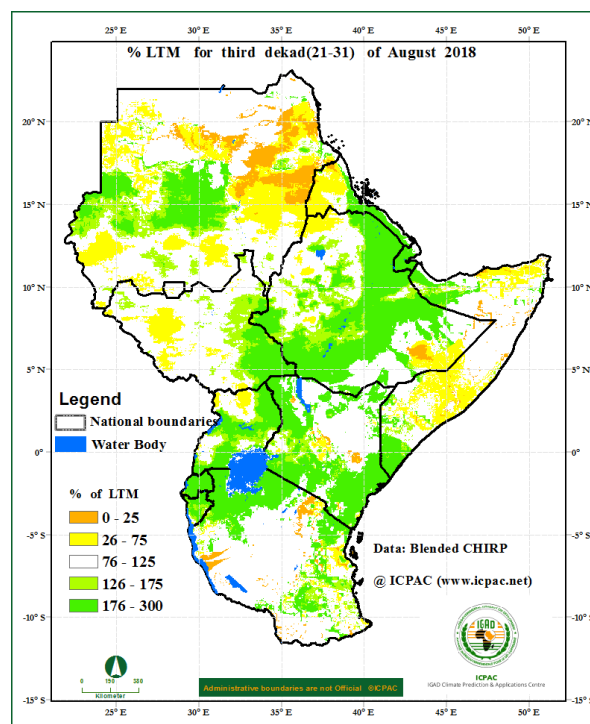 25° E 30° E 35° E 40° E 45° E 50° E
% LTM for third dekad(21-31) of August 2018
20° N 20° N
15° N 15° N
10° N 10° N
5° N 5° N
Legend
National boundaries
Water Body
0° 0°
% of LTM
0 - 25
26 - 75
76 - 125
126 - 175
176 - 300
-5° S -5° S
Data: Blended CHIRP
@ ICPAC (www.icpac.net)
-10° S -10° S
IGAD
ICPAC
IGAD Climate Prediction & Applications Centre
0 190 380
Kilometer
Administrative boundaries are not Official ©ICPAC
-15° S -15° S
25° E 30° E 35° E 40° E 45° E 50° E